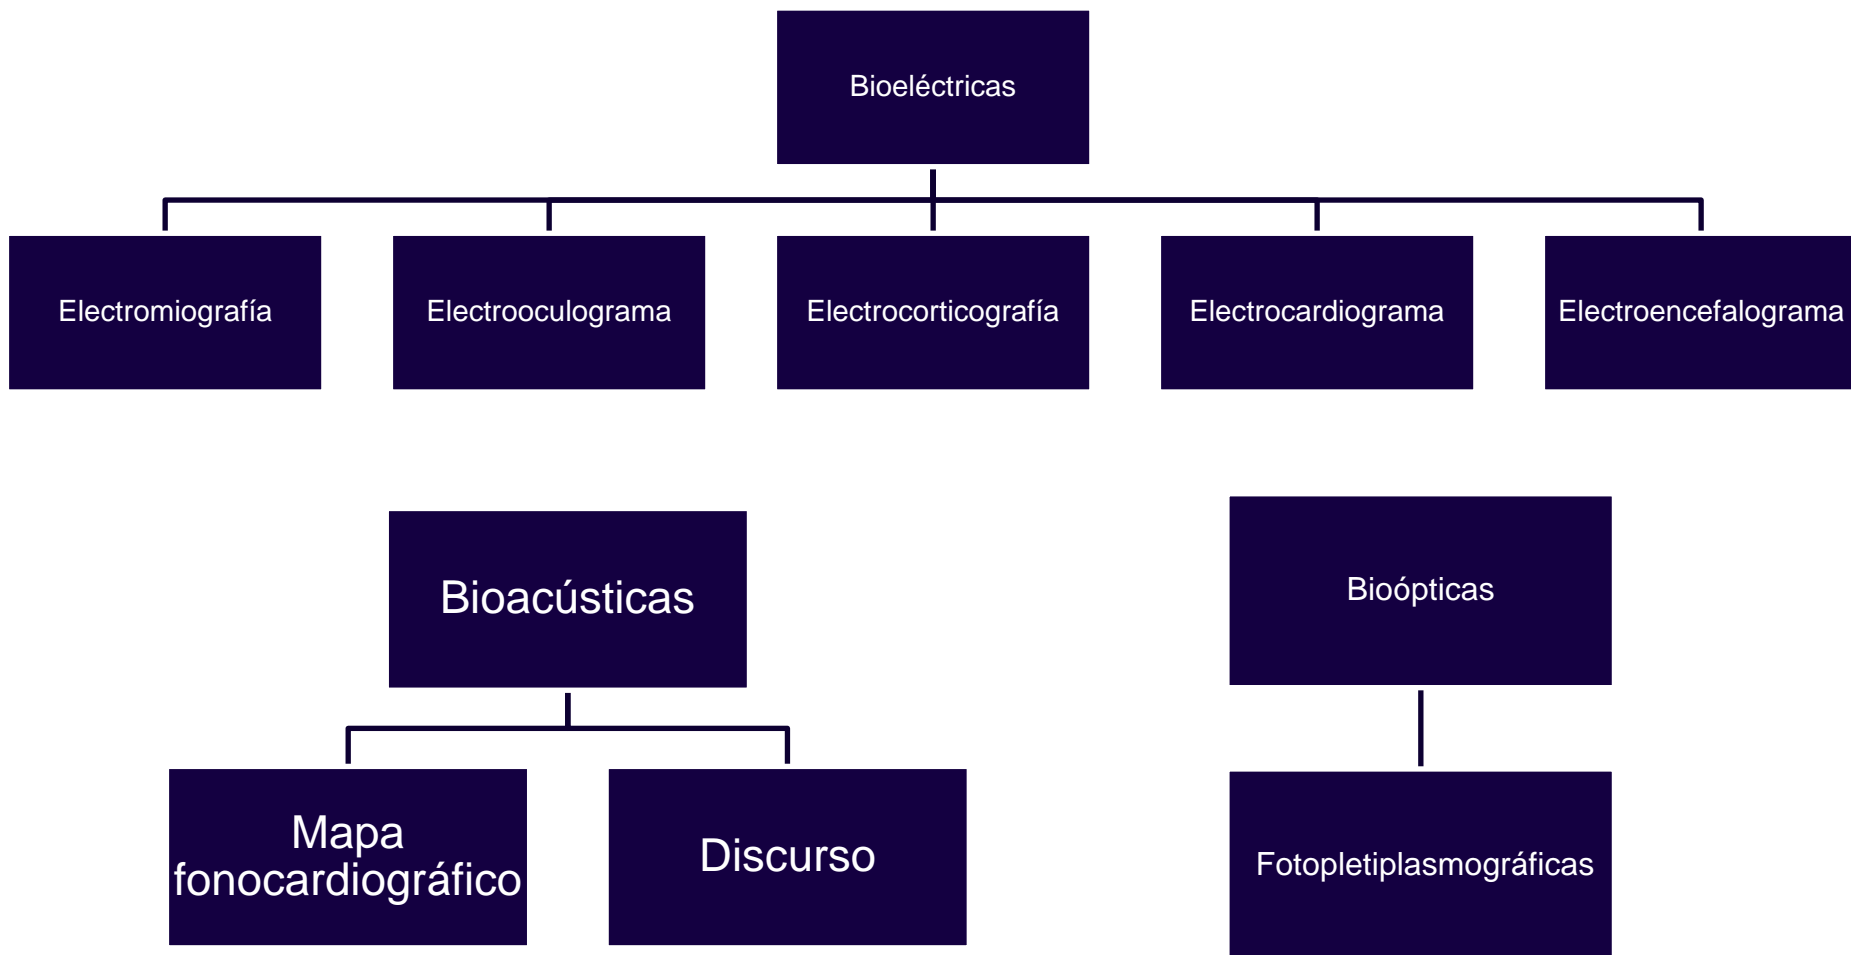 Bioeléctricas
Electromiografía
Electrooculograma
Electrocorticografía
Electrocardiograma
Electroencefalograma
Bioacústicas
Mapa
fonocardiográfico
Discurso
Bioópticas
Fotopletiplasmográficas